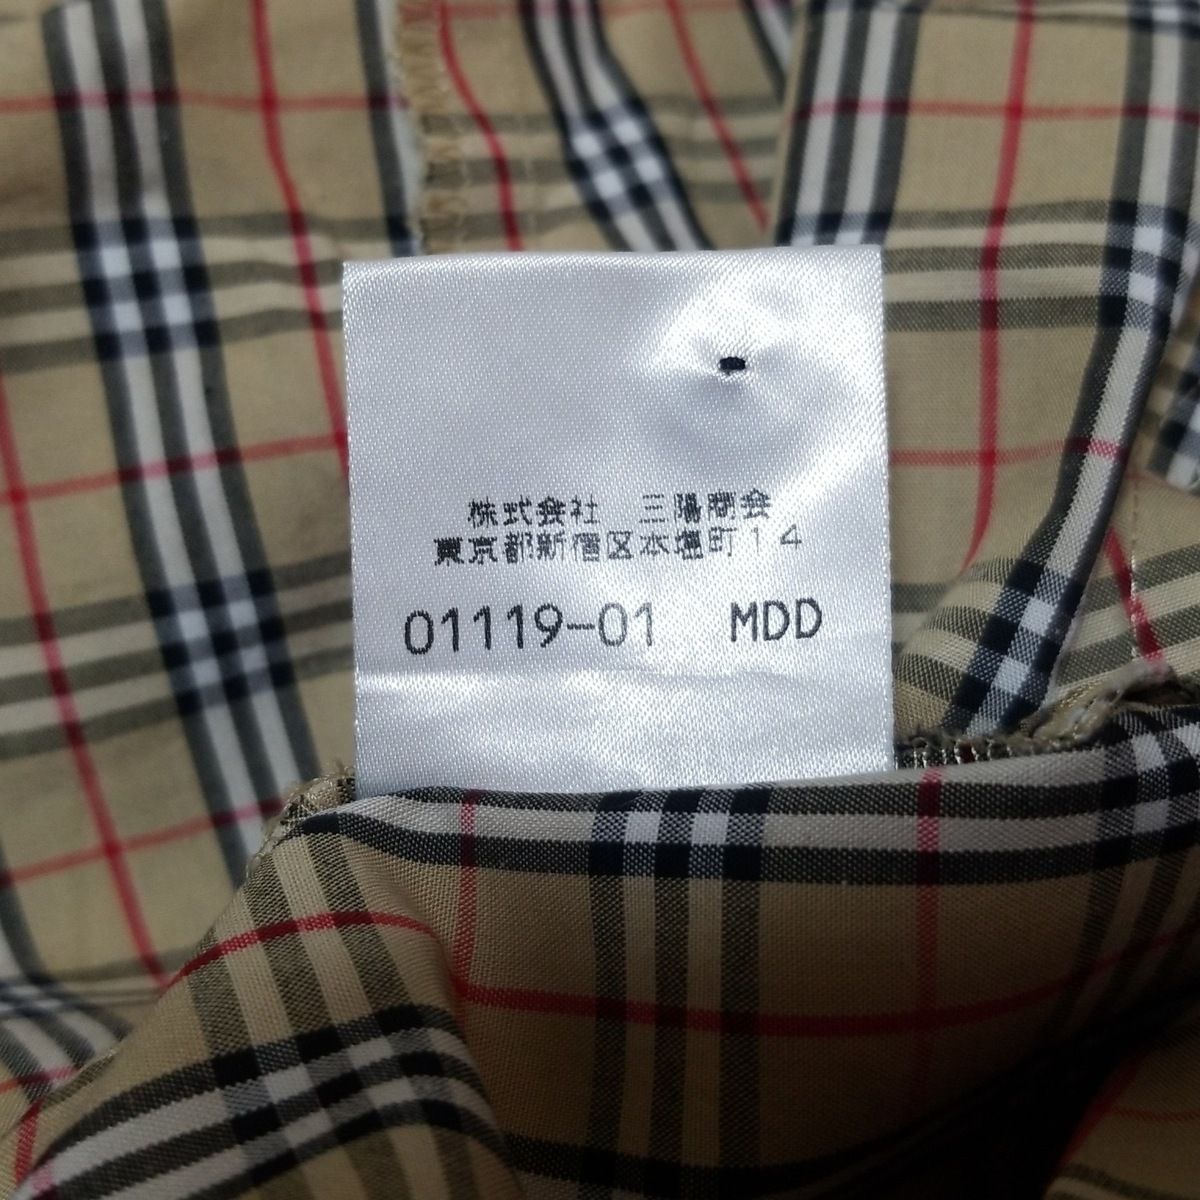 株式会社　三陽商会
東京都新宿区本塩町14
01119-01 MDD